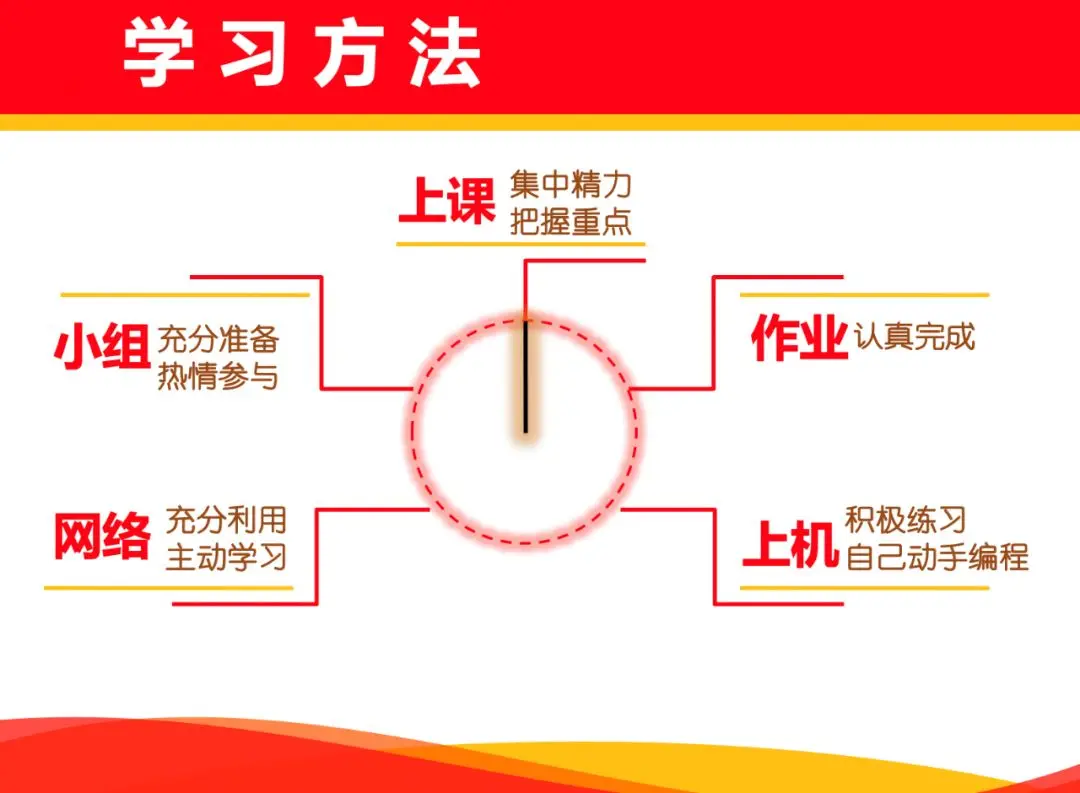 学习方法
上课
集中精力
把握重点
小组
充分准备
热情参与
作业
认真完成
网络
充分利用
主动学习
上机
积极练习
自己动手编程